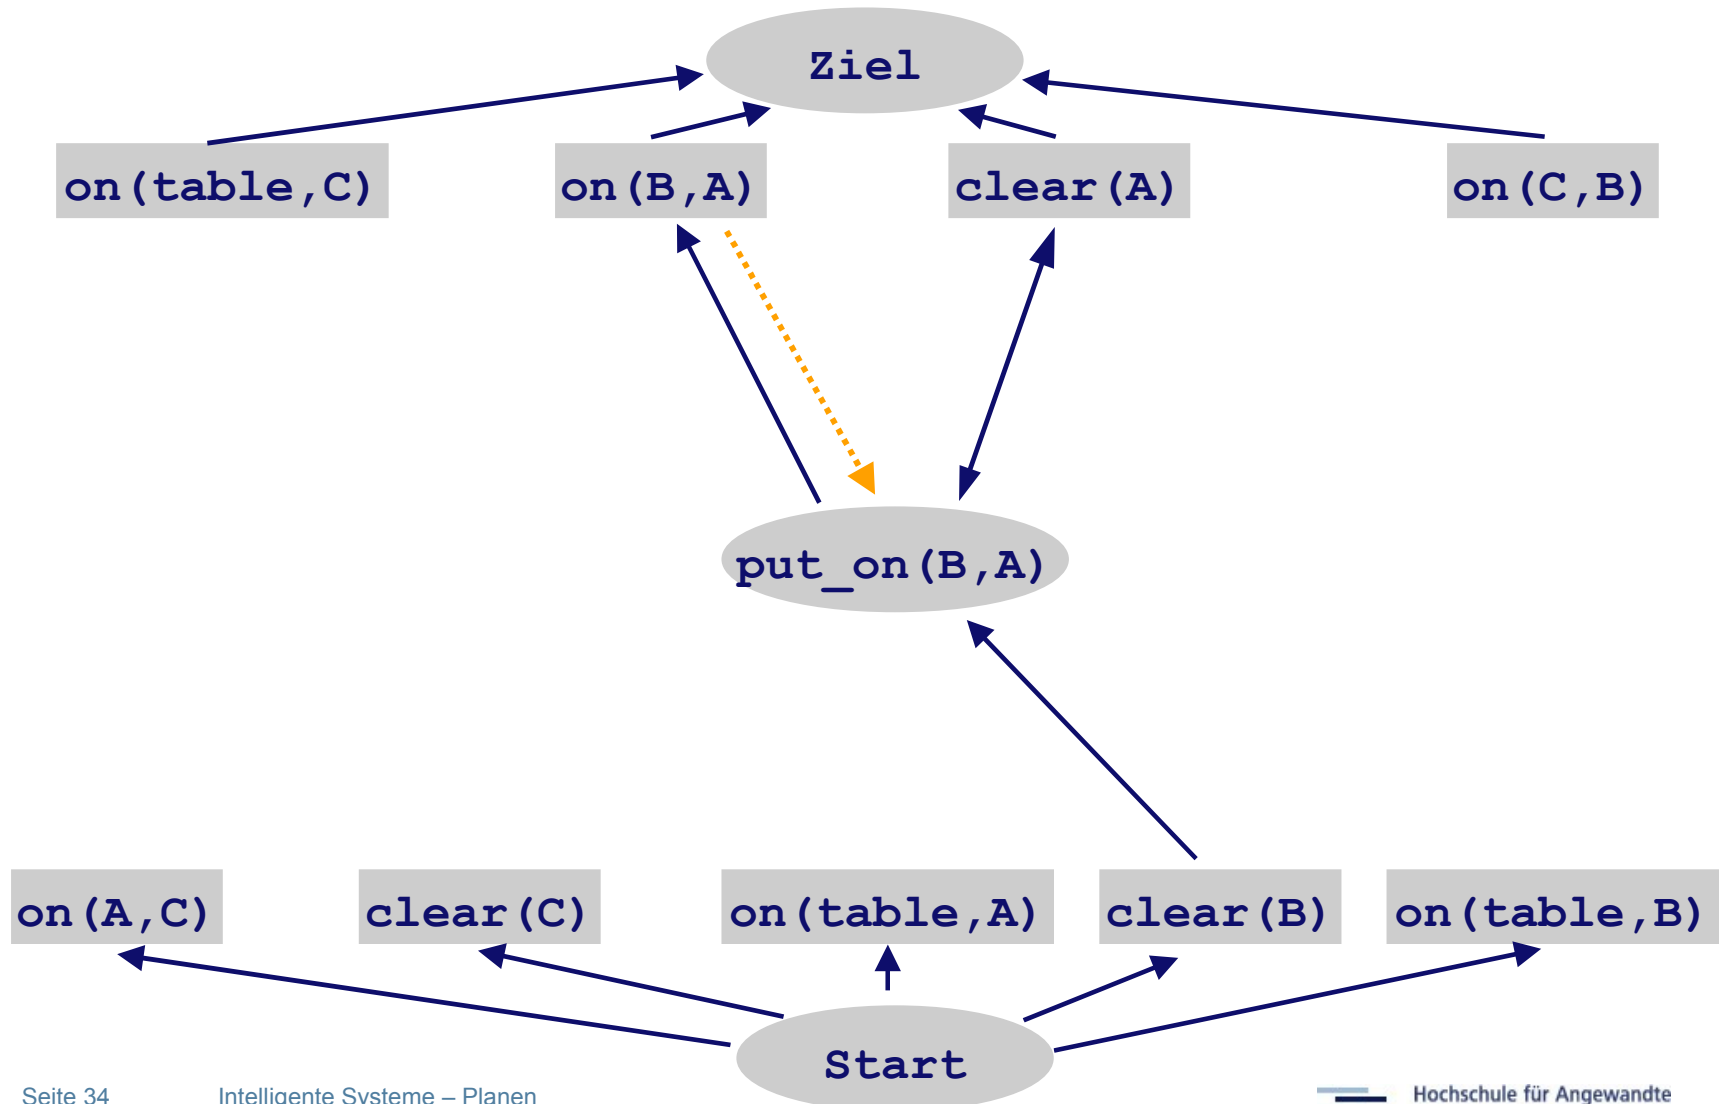 Ziel
on(table,C) on(B,A) clear(A) on(C,B)
put_on(B,A)
on(A,C) clear(C) on(table,A) clear(B) on(table,B)
Start
Seite 34 Intelligente Systeme – Planen Hochschule für Angewandte